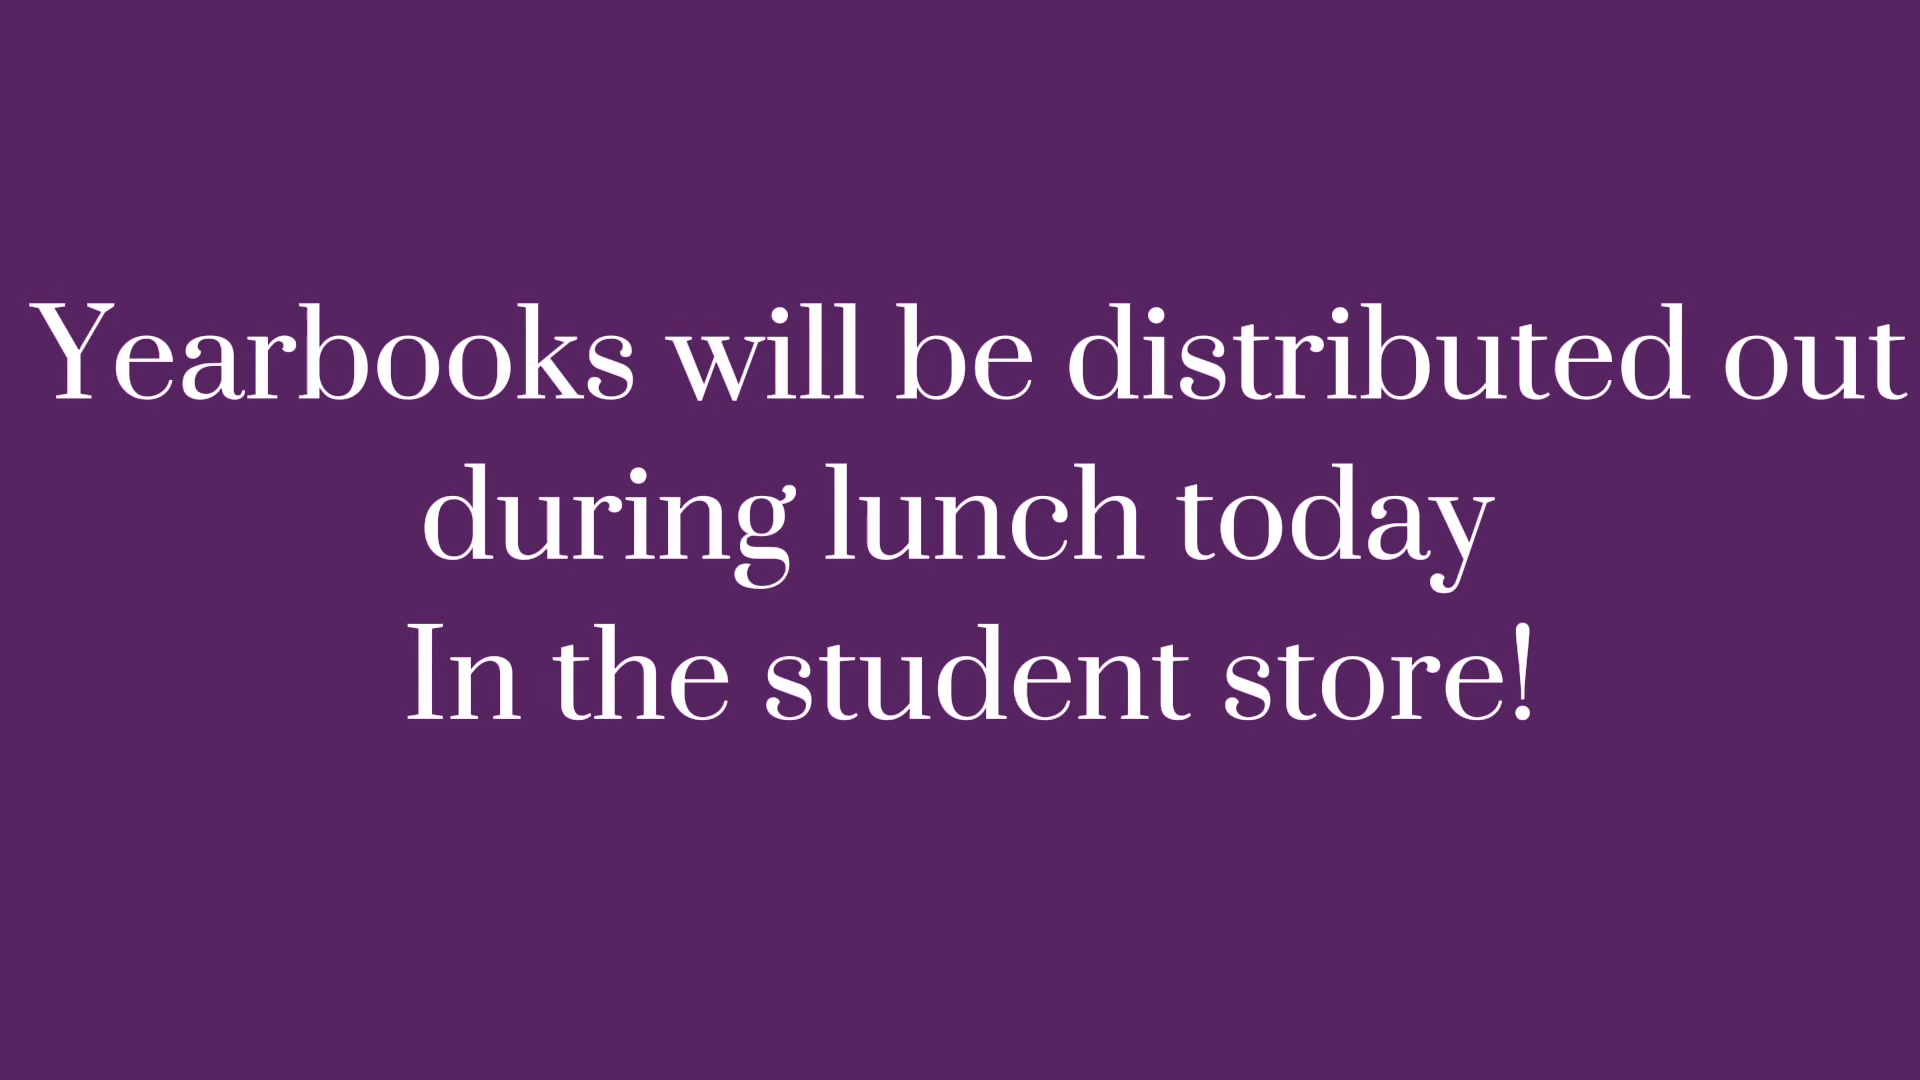 Yearbooks will be distributed out
during lunch today
In the student store!